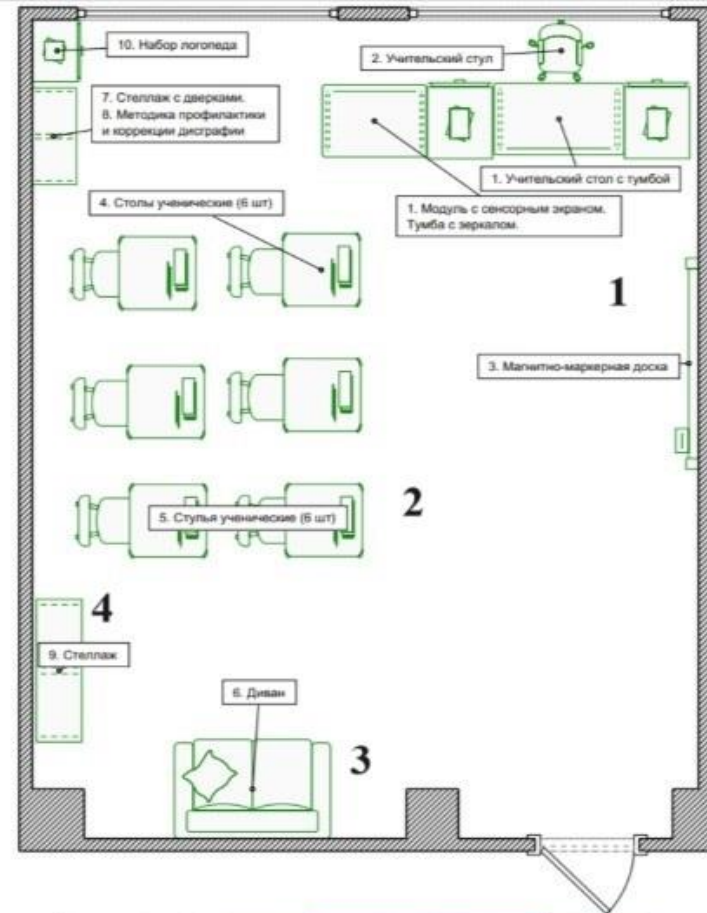 10. Набор логопеда
2. Учительский стул
7. Стеллаж с дверками.
8. Методика профилактики
и коррекции дисграфии
1. Учительский стол с тумбой
4. Столы ученические (6 шт)
1. Модуль с сенсорным экраном.
Тумба с зеркалом.
1
3. Магнитно-маркерная доска
2
5. Стулья ученические (6 шт)
4
9. Стеллаж
6. Диван
3